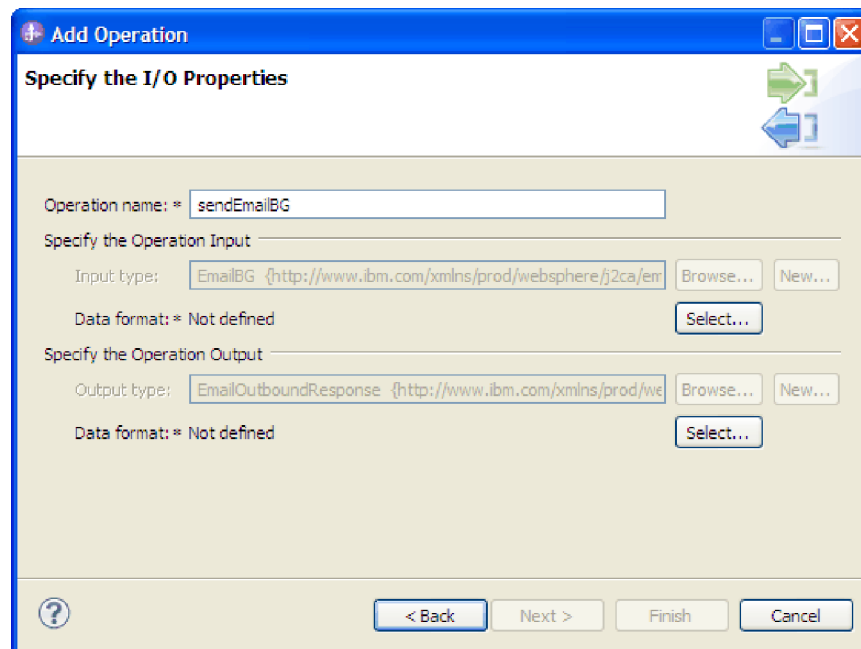 Add Operation
Specify the I/O Properties
Operation name: * sendEmailBG
Specify the Operation Input
Input type: EmailBG {http://www.ibm.com/xmlns/prod/websphere/j2ca/em Browse... New...
Data format: * Not defined Select...
Specify the Operation Output
Output type: EmailOutboundResponse {http://www.ibm.com/xmlns/prod/we Browse... New...
Data format: * Not defined Select...
? < Back Next > Finish Cancel